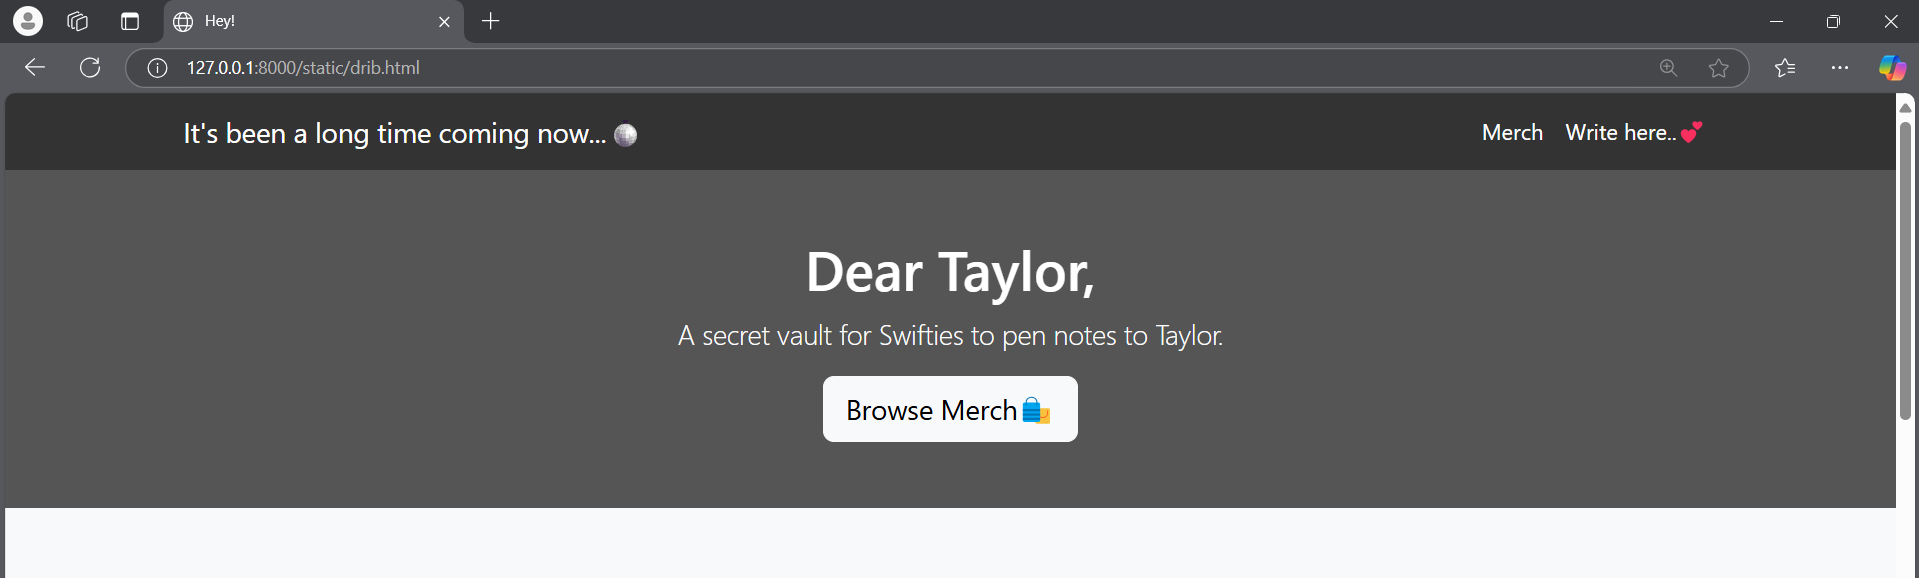 Hey!
127.0.0.1:8000/static/drib.html
It's been a long time coming now... 🪩
Merch Write here..💕
Dear Taylor,
A secret vault for Swifties to pen notes to Taylor.
Browse Merch🛍️